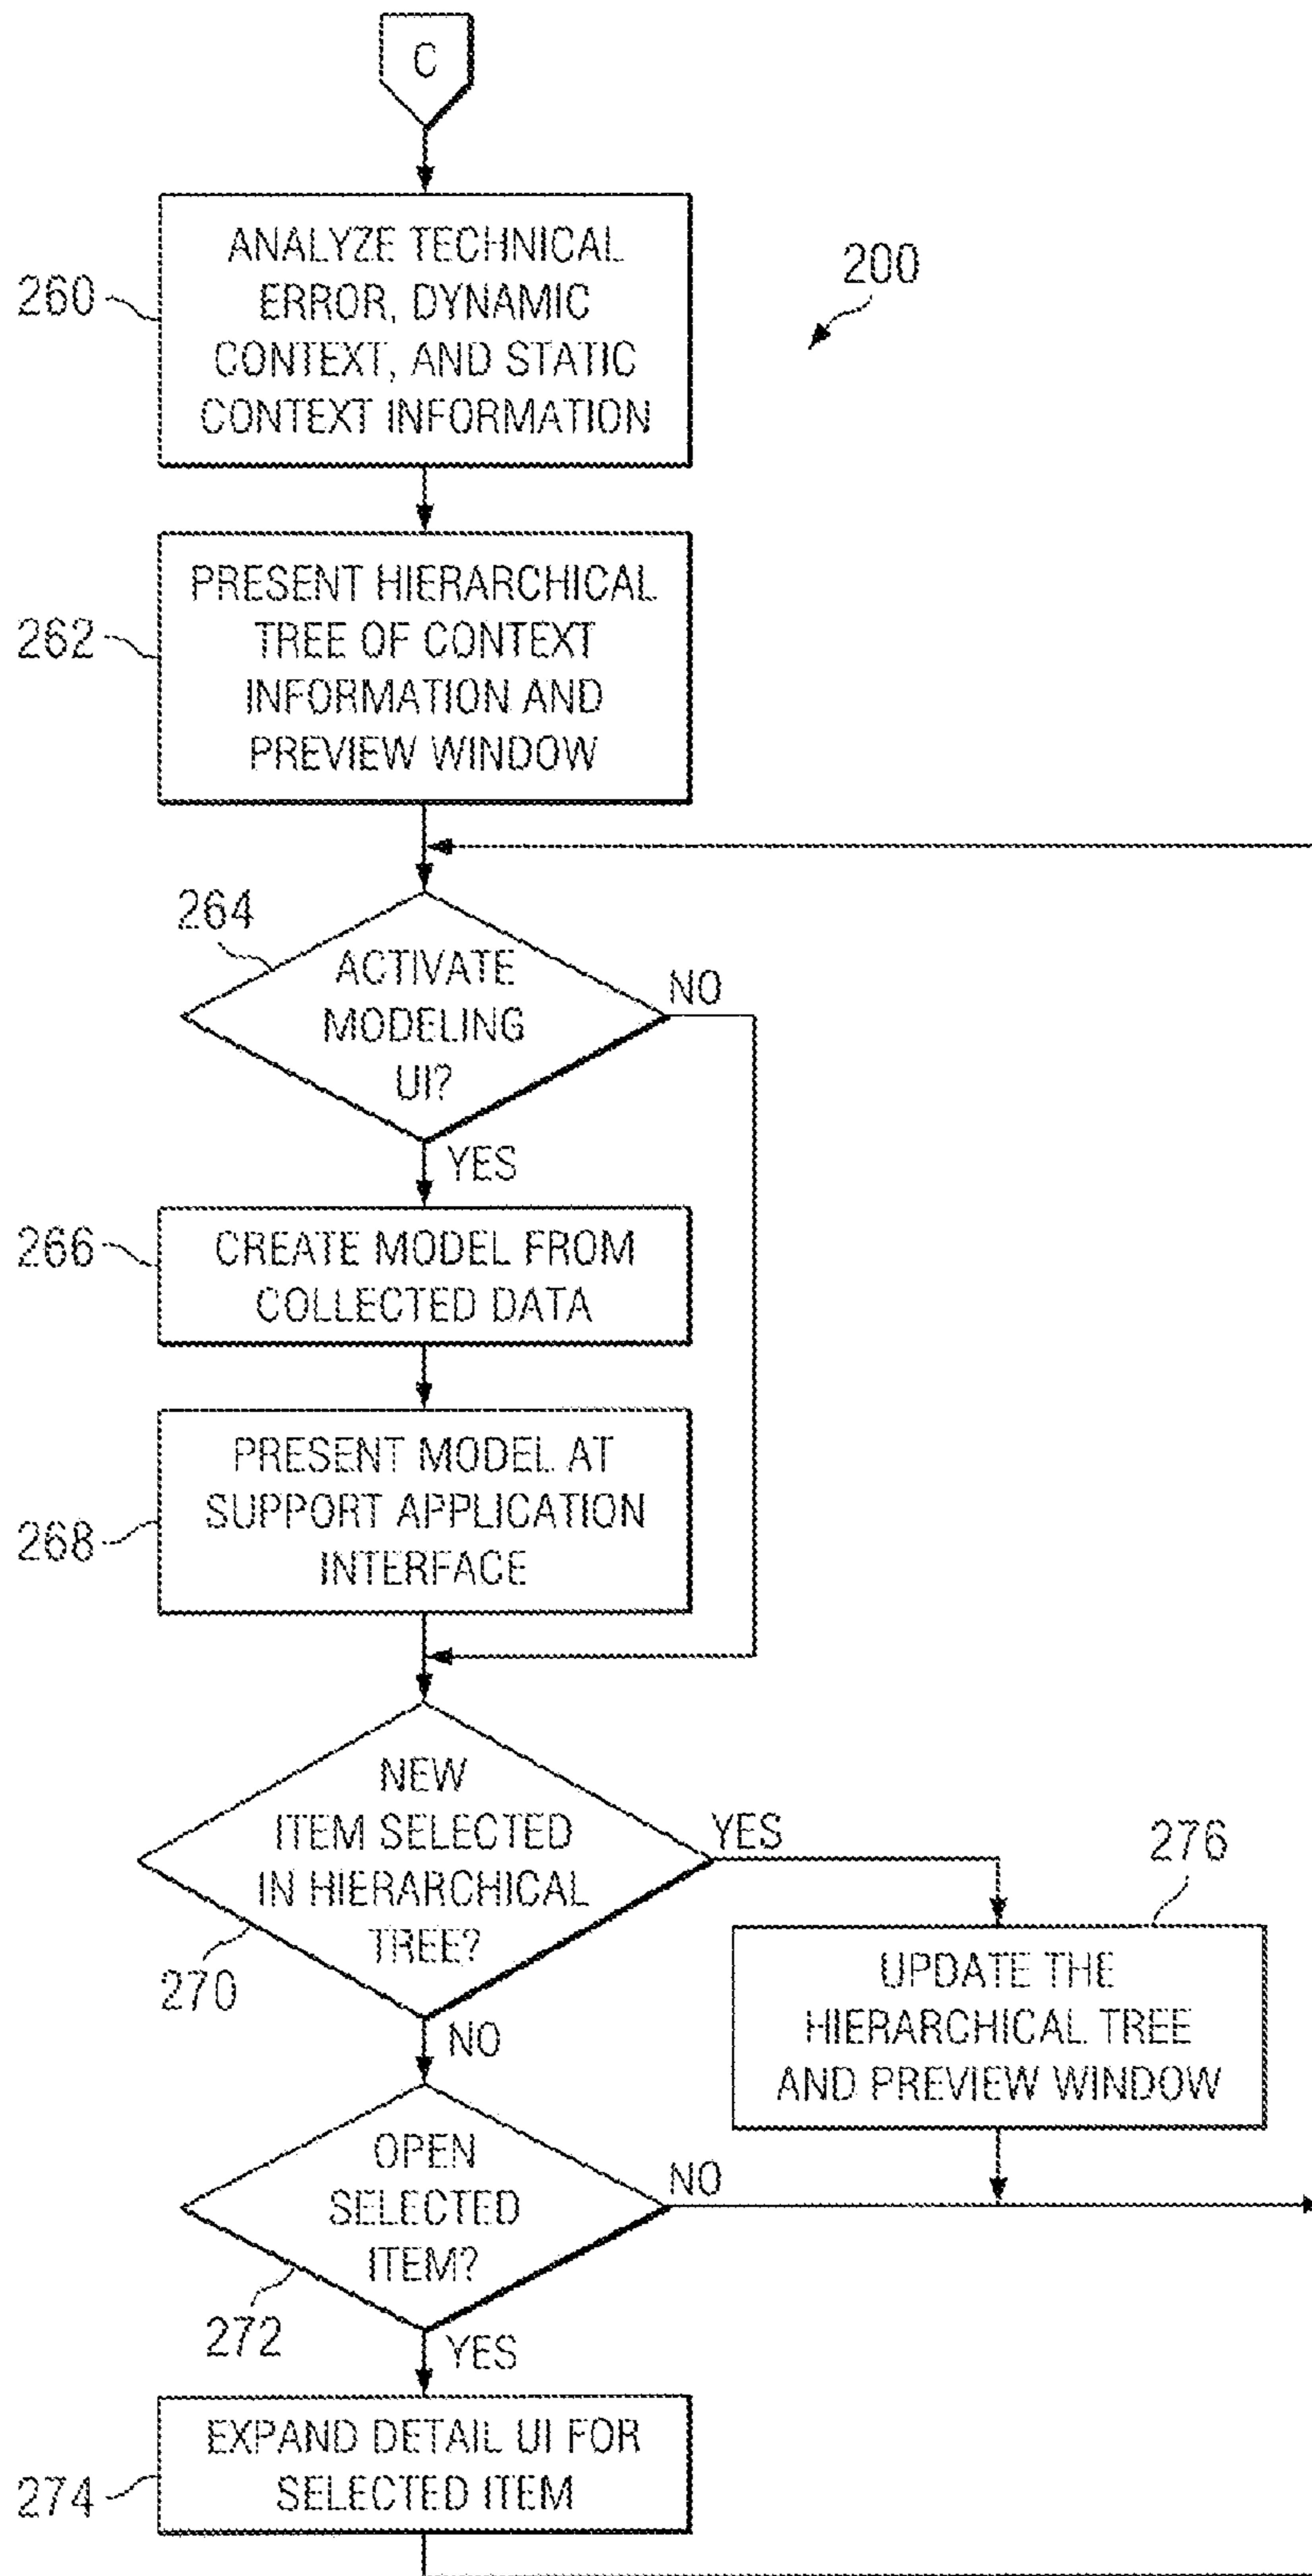 C
200
260
ANALYZE TECHNICAL
ERROR, DYNAMIC
CONTEXT, AND STATIC
CONTEXT INFORMATION
262
PRESENT HIERARCHICAL
TREE OF CONTEXT
INFORMATION AND
PREVIEW WINDOW
264
ACTIVATE
MODELING
UI?
NO
YES
266
CREATE MODEL FROM
COLLECTED DATA
268
PRESENT MODEL AT
SUPPORT APPLICATION
INTERFACE
NEW
ITEM SELECTED
IN HIERARCHICAL
TREE?
270
YES
NO
276
UPDATE THE
HIERARCHICAL TREE
AND PREVIEW WINDOW
OPEN
SELECTED
ITEM?
272
NO
YES
274
EXPAND DETAIL UI FOR
SELECTED ITEM